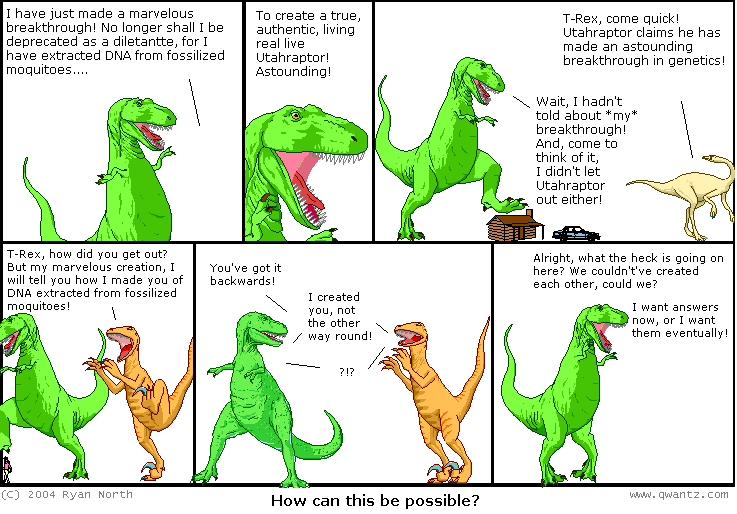 I have just made a marvelous
breakthrough! No longer shall I be
deprecated as a diletantte, for I
have extracted DNA from fossilized
moquitoes....
To create a true,
authentic, living
real live
Utahraptor!
Astounding!
T-Rex, come quick!
Utahraptor claims he has
made an astounding
breakthrough in genetics!
Wait, I hadn't
told about *my*
breakthrough!
And, come to
think of it,
I didn't let
Utahraptor
out either!
T-Rex, how did you get out?
But my marvelous creation, I
will tell you how I made you of
DNA extracted from fossilized
moquitoes!
You've got it
backwards!
I created
you, not
the other
way round!
?!?
Alright, what the heck is going on
here? We couldn't've created
each other, could we?
I want answers
now, or I want
them eventually!
(C) 2004 Ryan North
www.qwantz.com
How can this be possible?